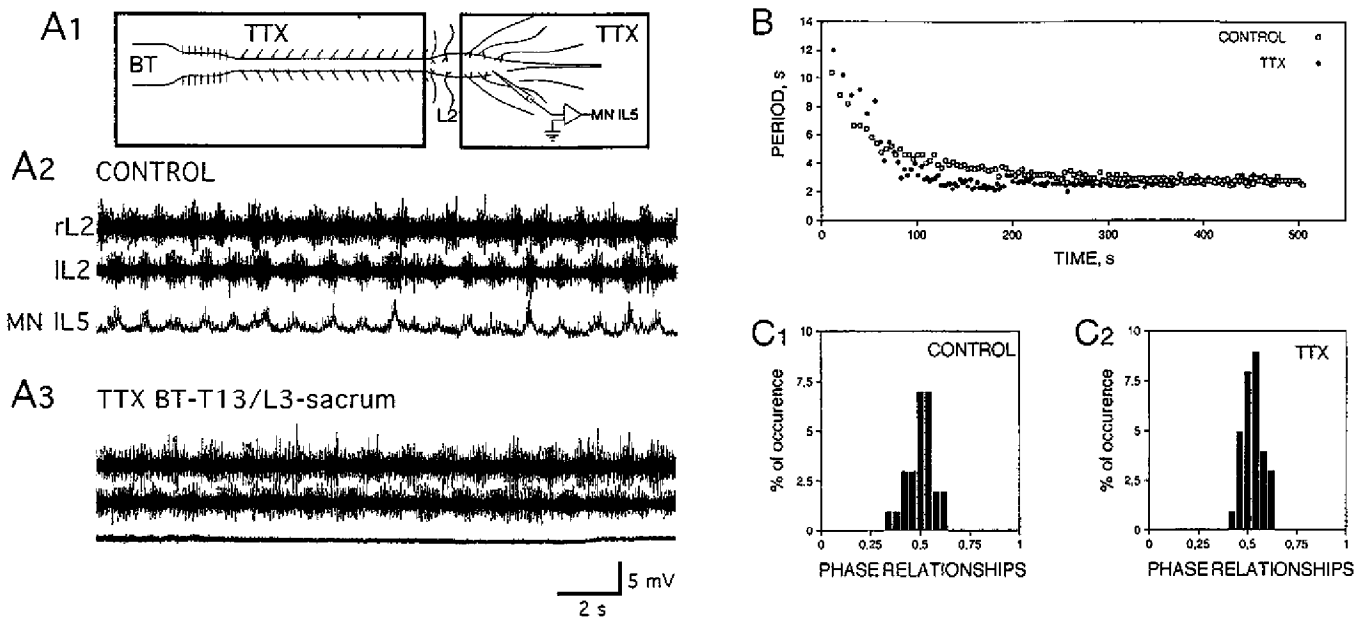 A1
BT
TTX
L2
TTX
MN lL5
A2 CONTROL
rL2
lL2
MN lL5
A3 TTX BT-T13/L3-sacrum
5 mV
2 s
B
PERIOD, s
14
12
10
8
6
4
2
0
0 100 200 300 400 500
TIME, s
CONTROL
TTX
C1
CONTROL
% of occurence
10
7.5
5
2.5
0
0 0,25 0,5 0,75 1
PHASE RELATIONSHIPS
C2
TTX
% of occurence
10
7.5
5
2.5
0
0 0,25 0,5 0,75 1
PHASE RELATIONSHIPS